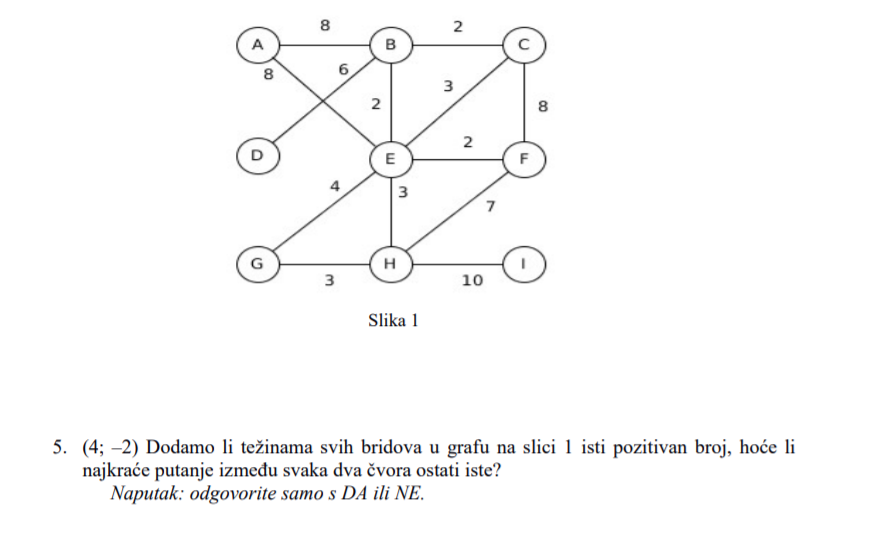 8 2
A B C
8 6 3
2 8
2
D E F
4 3
7
G H I
3 10
Slika 1
5. (4; –2) Dodamo li težinama svih bridova u grafu na slici 1 isti pozitivan broj, hoće li
najkraće putanje između svaka dva čvora ostati iste?
Naputak: odgovorite samo s DA ili NE.